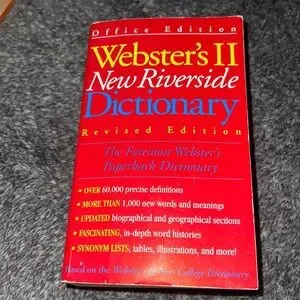 Office Edition
Webster's II
New Riverside
Dictionary
Revised Edition
The Foremost Webster's
Paperback Dictionary
OVER 60,000 precise definitions
MORE THAN 1,000 new words and meanings
UPDATED biographical and geographical sections
FASCINATING, in-depth word histories
SYNONYM LISTS, tables, illustrations, and more!
Based on the Webster's College Dictionary